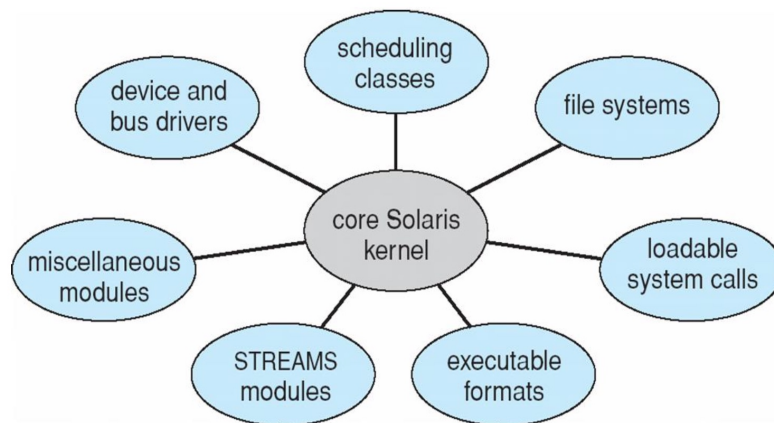 scheduling
classes
device and
bus drivers
file systems
core Solaris
kernel
miscellaneous
modules
loadable
system calls
STREAMS
modules
executable
formats